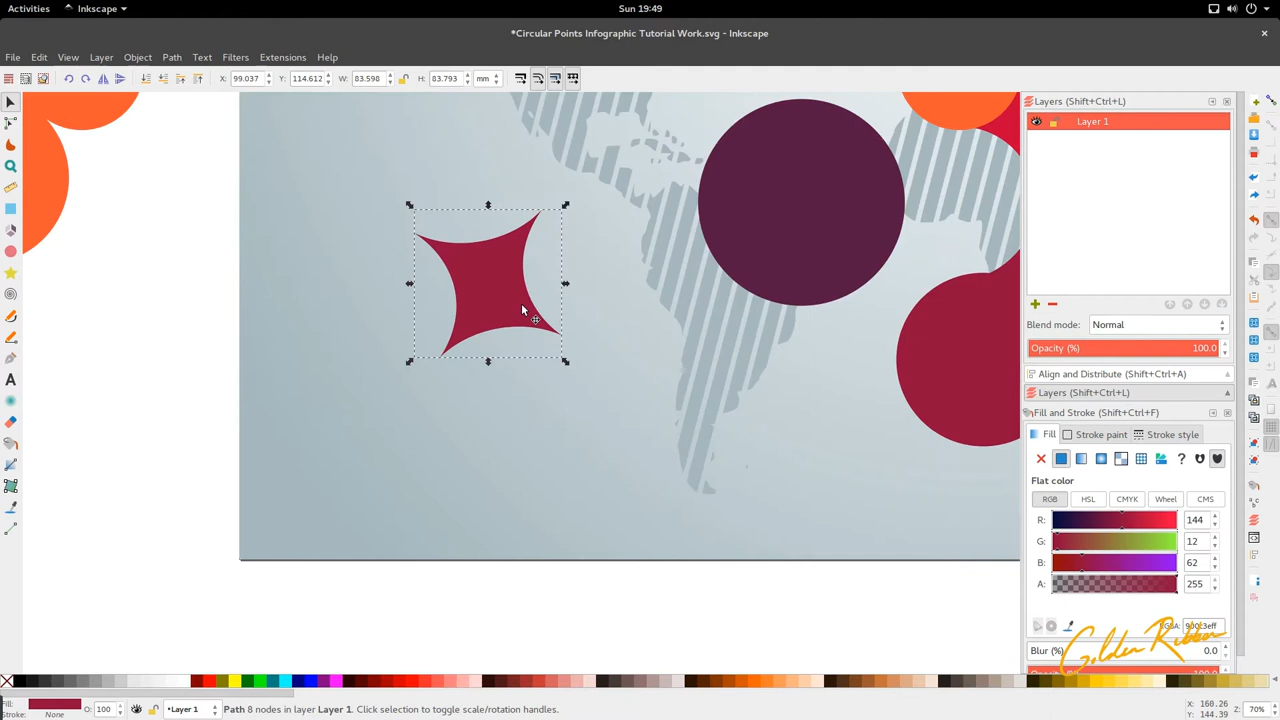 Activities Inkscape Sun 19:49
*Circular Points Infographic Tutorial Work.svg - Inkscape
File Edit View Layer Object Path Text Filters Extensions Help
X: 99.037 Y: 114.612 W: 83.598 H: 83.793 mm
Layers (Shift+Ctrl+L)
Layer 1
Blend mode: Normal
Opacity (%) 100.0
Align and Distribute (Shift+Ctrl+A)
Layers (Shift+Ctrl+L)
Fill and Stroke (Shift+Ctrl+F)
Fill Stroke paint Stroke style
Flat color
RGB HSL CMYK Wheel CMS
R: 144
G: 12
B: 62
A: 255
RGBA: 900c3eff
Golden Ribbon
Blur (%) 0.0
Fill: O: 100 •Layer 1 Path 8 nodes in layer Layer 1. Click selection to toggle scale/rotation handles. X: 160.26 Z: 70%
Stroke: None Y: 144.39